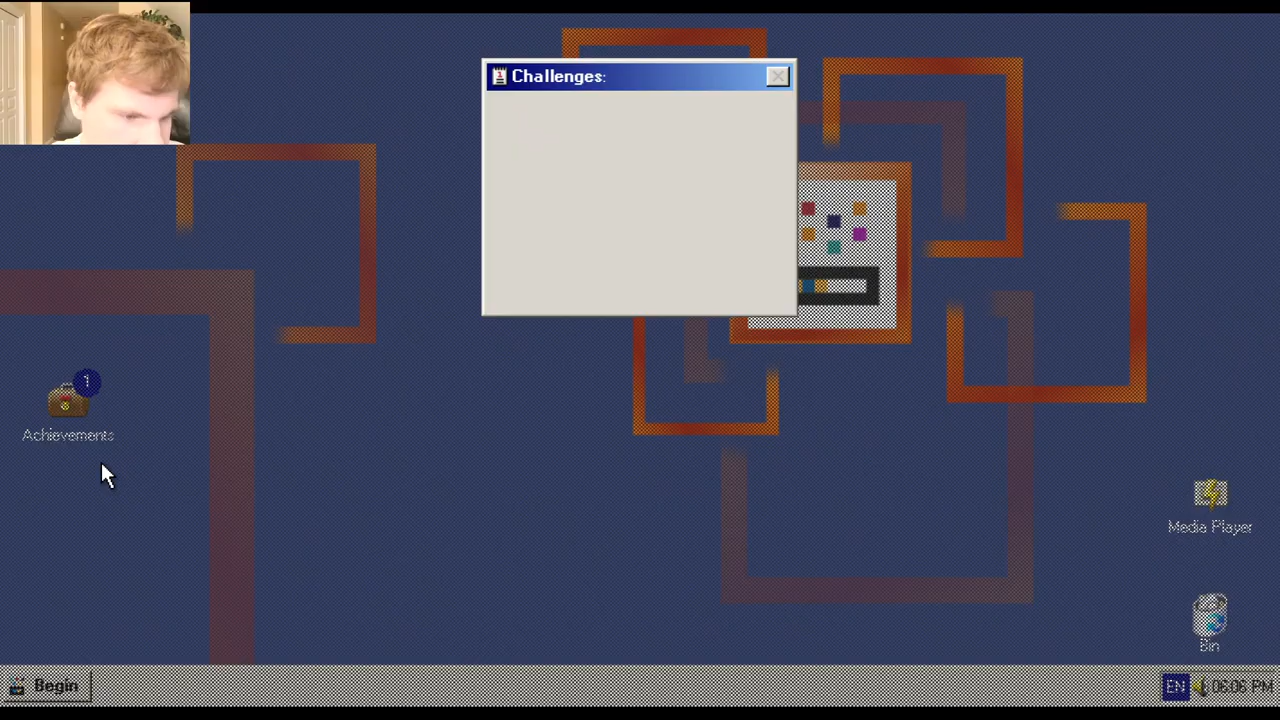 Challenges:
1
Achievements
Media Player
Bin
Begin
EN
06:06 PM